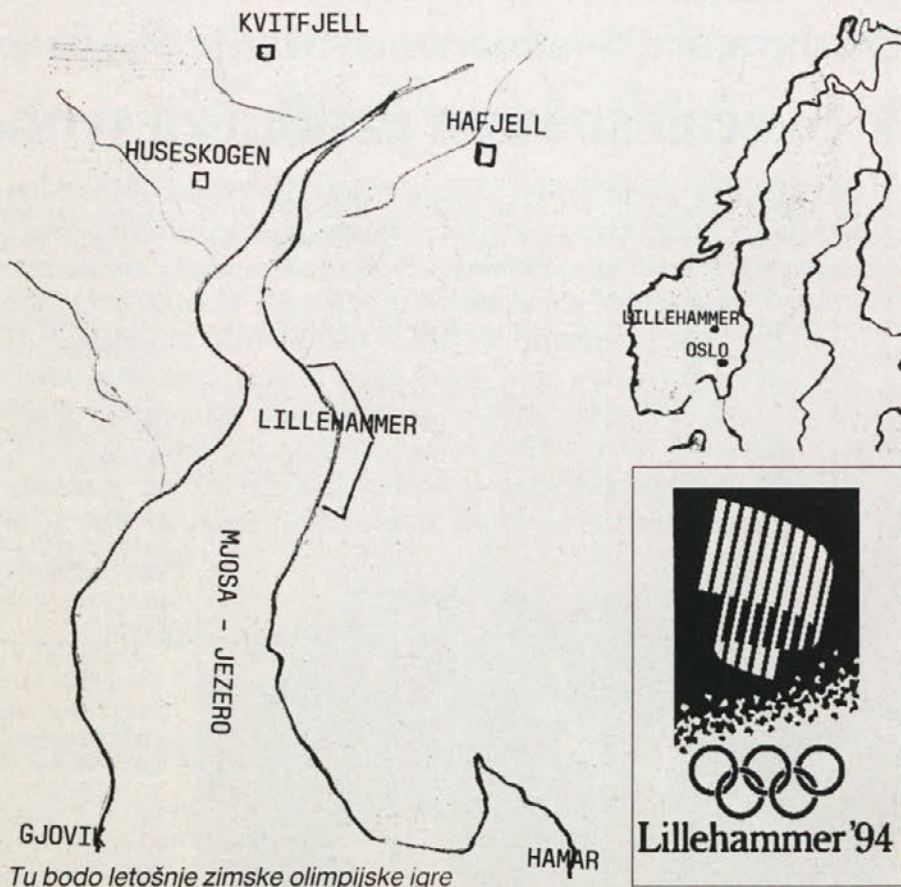 KVITFJELL
HAFJELL
HUSESKOGEN
LILLEHAMMER
OSLO
LILLEHAMMER
MJOSA - JEZERO
GJOVIK
HAMAR
Lillehammer '94
Tu bodo letošnje zimske olimpijske igre